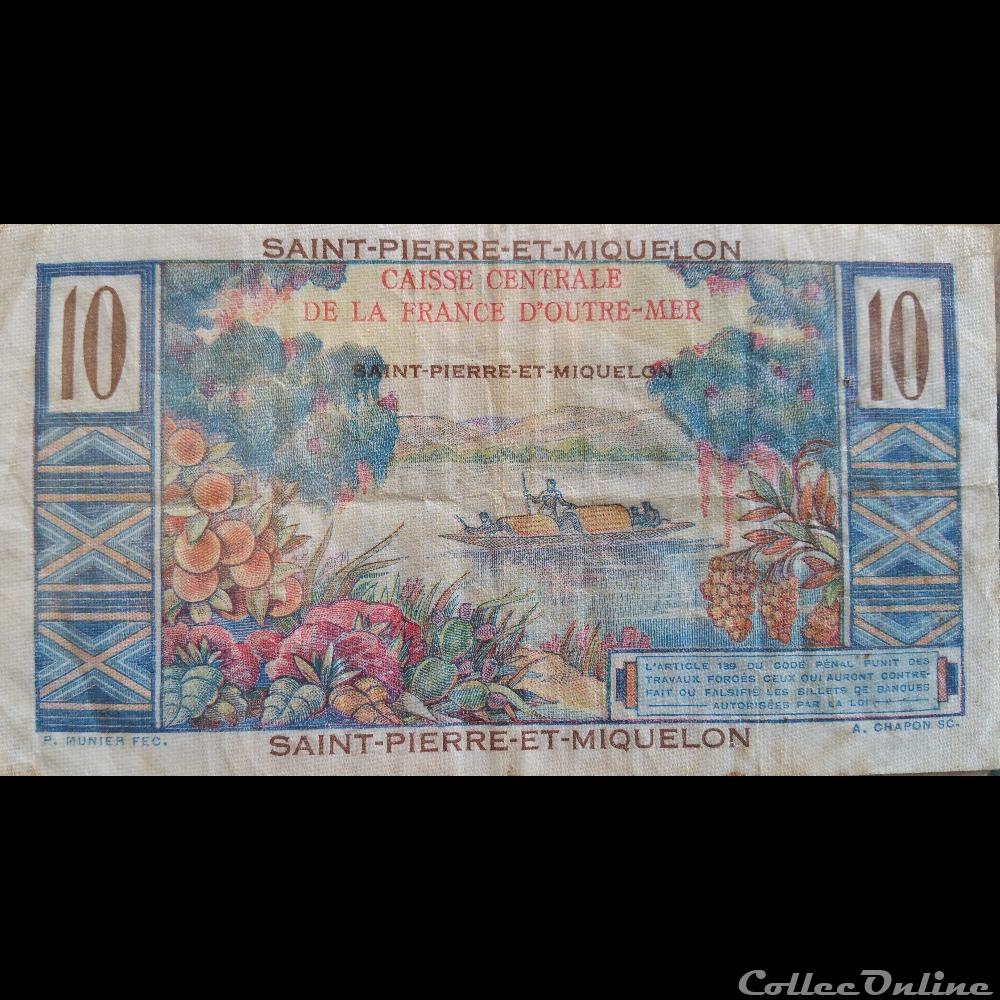 SAINT-PIERRE-ET-MIQUELON
CAISSE CENTRALE
DE LA FRANCE D'OUTRE-MER
SAINT-PIERRE-ET-MIQUELON
10
10
L'ARTICLE 139 DU CODE PÉNAL PUNIT DES
TRAVAUX FORCÉS CEUX QUI AURONT CONTRE-
FAIT OU FALSIFIÉ LES BILLETS DE BANQUES
AUTORISÉES PAR LA LOI
P. MUNIER FEC.
A. CHAPON SC.
SAINT-PIERRE-ET-MIQUELON
CollecOnline